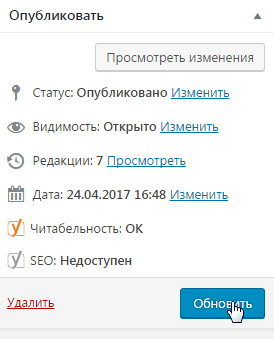 Опубликовать
Просмотреть изменения
Статус: Опубликовано Изменить
Видимость: Открыто Изменить
Редакции: 7 Просмотреть
Дата: 24.04.2017 16:48 Изменить
Читабельность: OK
SEO: Недоступен
Удалить
Обновить